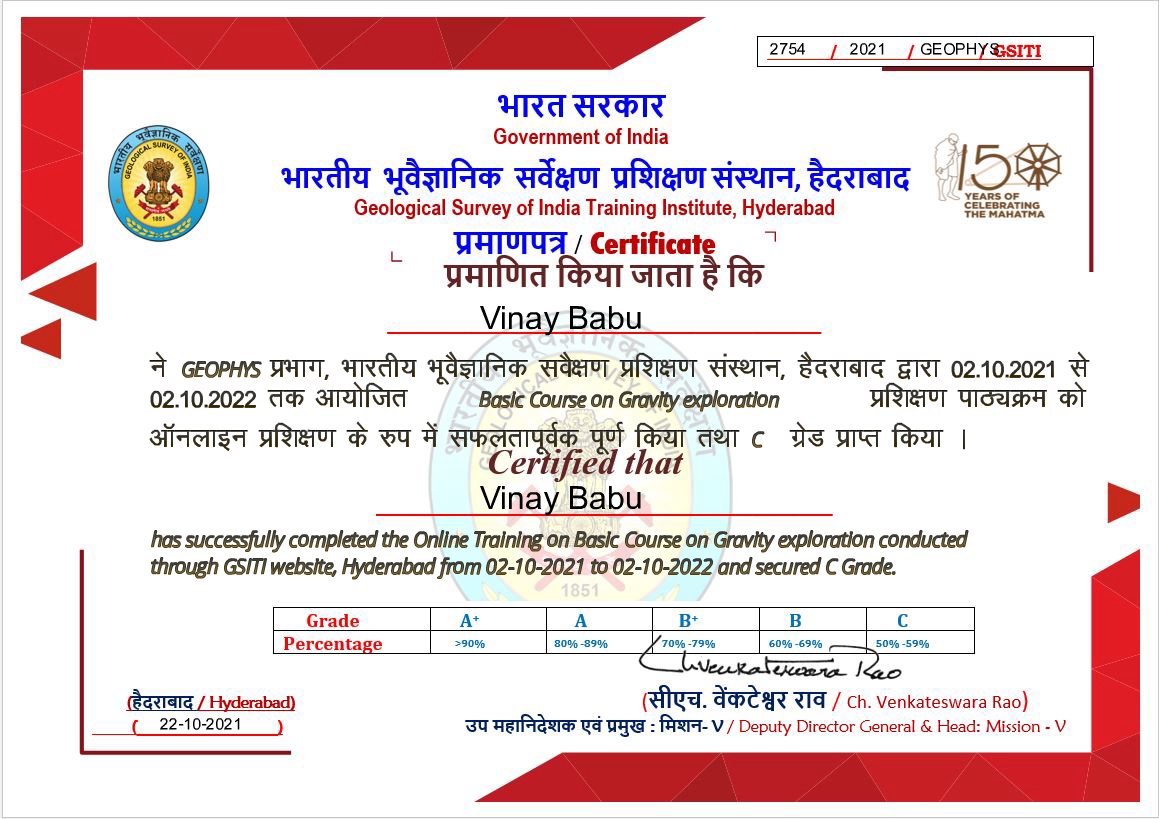 2754 / 2021 / GEOPHYS / GSITI
भारत सरकार
Government of India
भारतीय भूवैज्ञानिक सर्वेक्षण प्रशिक्षण संस्थान, हैदराबाद
Geological Survey of India Training Institute, Hyderabad
भारतीय भूवैज्ञानिक सर्वेक्षण
GEOLOGICAL SURVEY OF INDIA
1851
150
YEARS OF
CELEBRATING
THE MAHATMA
प्रमाणपत्र / Certificate
प्रमाणित किया जाता है कि
Vinay Babu
ने GEOPHYS प्रभाग, भारतीय भूवैज्ञानिक सवैक्षण प्रशिक्षण संस्थान, हैदराबाद द्वारा 02.10.2021 से
02.10.2022 तक आयोजित Basic Course on Gravity exploration प्रशिक्षण पाठ्यक्रम को
ऑनलाइन प्रशिक्षण के रुप में सफलतापूर्वक पूर्ण किया तथा C ग्रेड प्राप्त किया ।
Certified that
Vinay Babu
has successfully completed the Online Training on Basic Course on Gravity exploration conducted
through GSITI website, Hyderabad from 02-10-2021 to 02-10-2022 and secured C Grade.
1851
Grade A+ A B+ B C
Percentage >90% 80% -89% 70% -79% 60% -69% 50% -59%
Ch Venkateswara Rao
(हैदराबाद / Hyderabad)
( 22-10-2021 )
(सीएच. वेंकटेश्वर राव / Ch. Venkateswara Rao)
उप महानिदेशक एवं प्रमुख : मिशन- V / Deputy Director General & Head: Mission - V